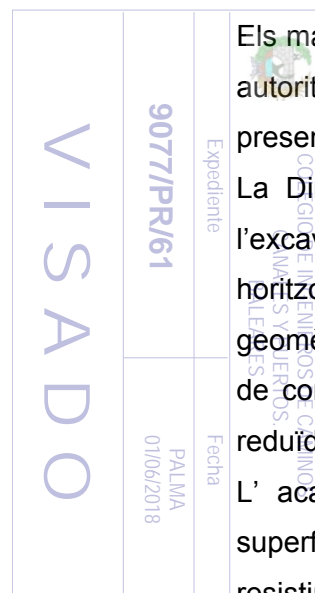 VISADO
9077/PR/61
Expediente
PALMA
01/06/2018
Fecha
COLEGIO DE INGENIEROS DE CAMINOS,
CANALES Y PUERTOS.
BALEARES
Els ma
autorit
preser
La Di
l'excav
horitzo
geome
de co
reduïd
L' aca
superf